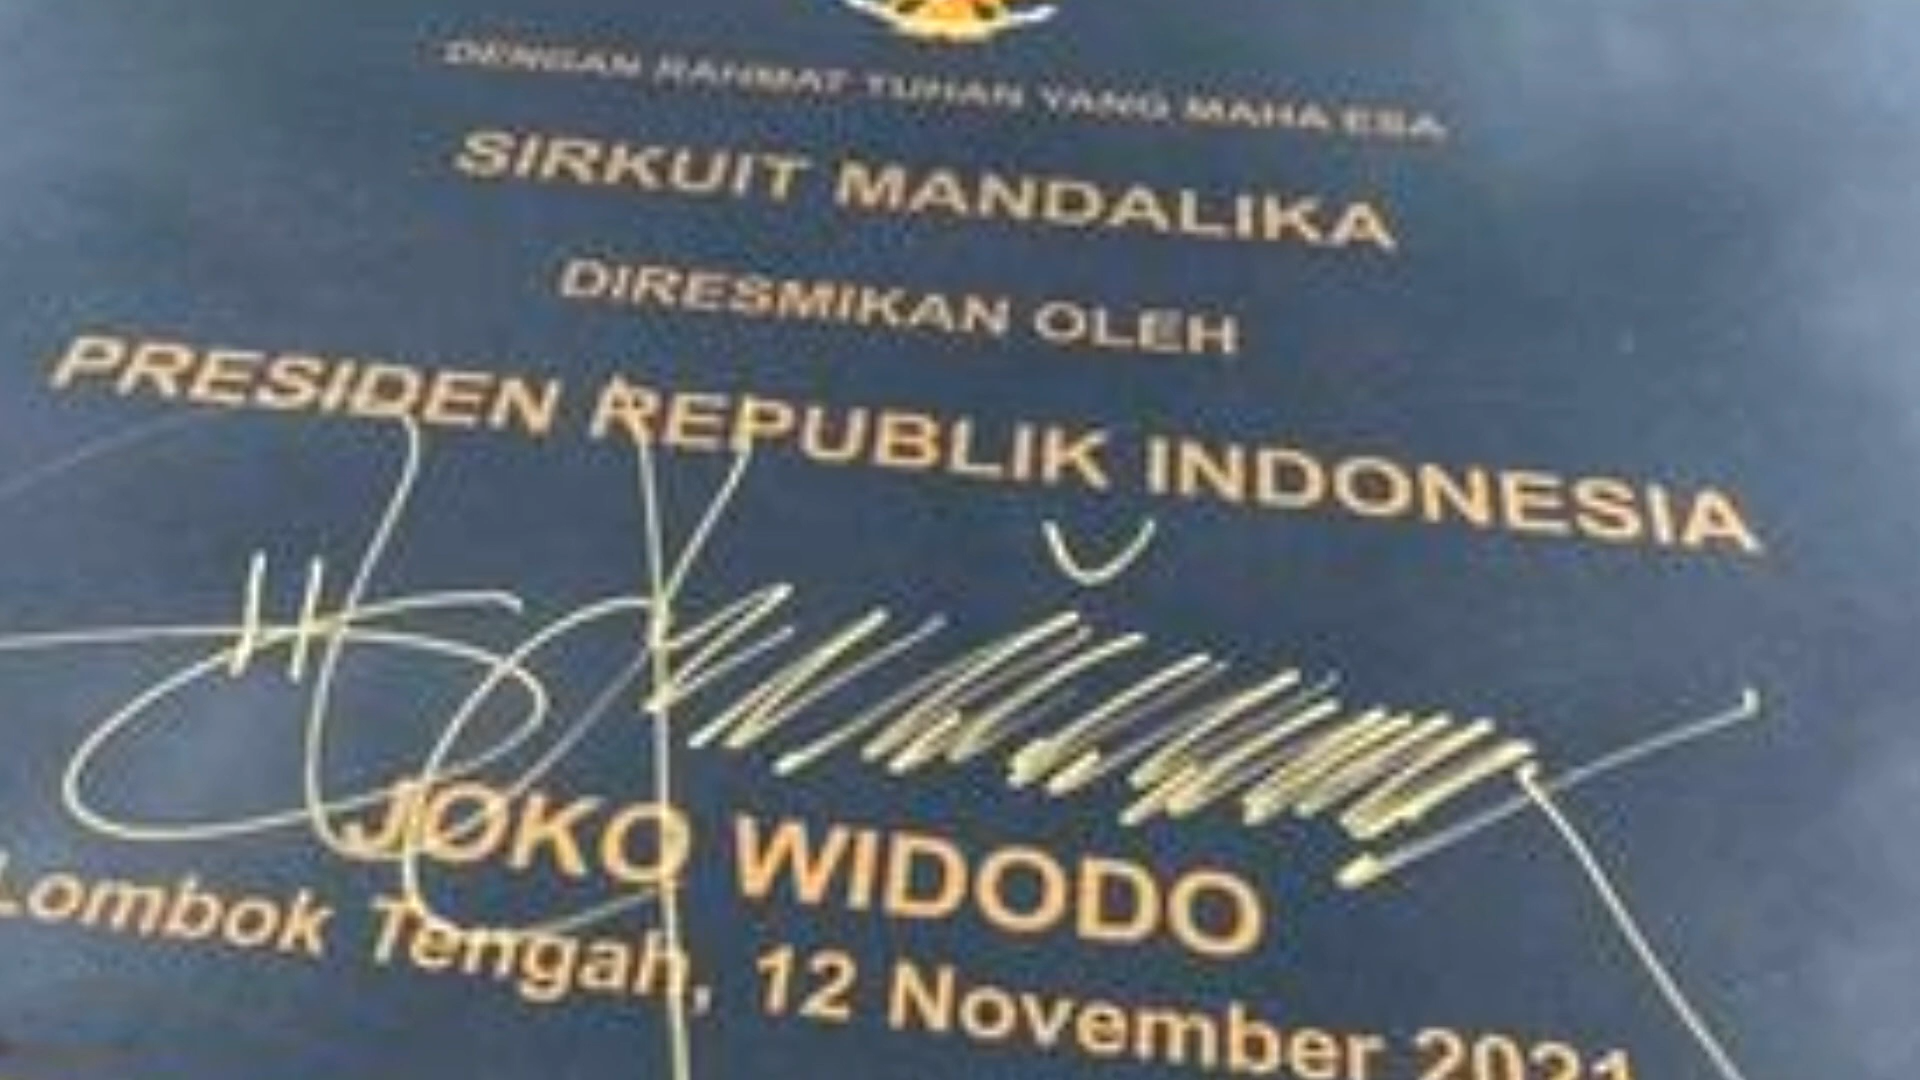 DENGAN RAHMAT TUHAN YANG MAHA ESA
SIRKUIT MANDALIKA
DIRESMIKAN OLEH
PRESIDEN REPUBLIK INDONESIA
JOKO WIDODO
Lombok Tengah, 12 November 2021